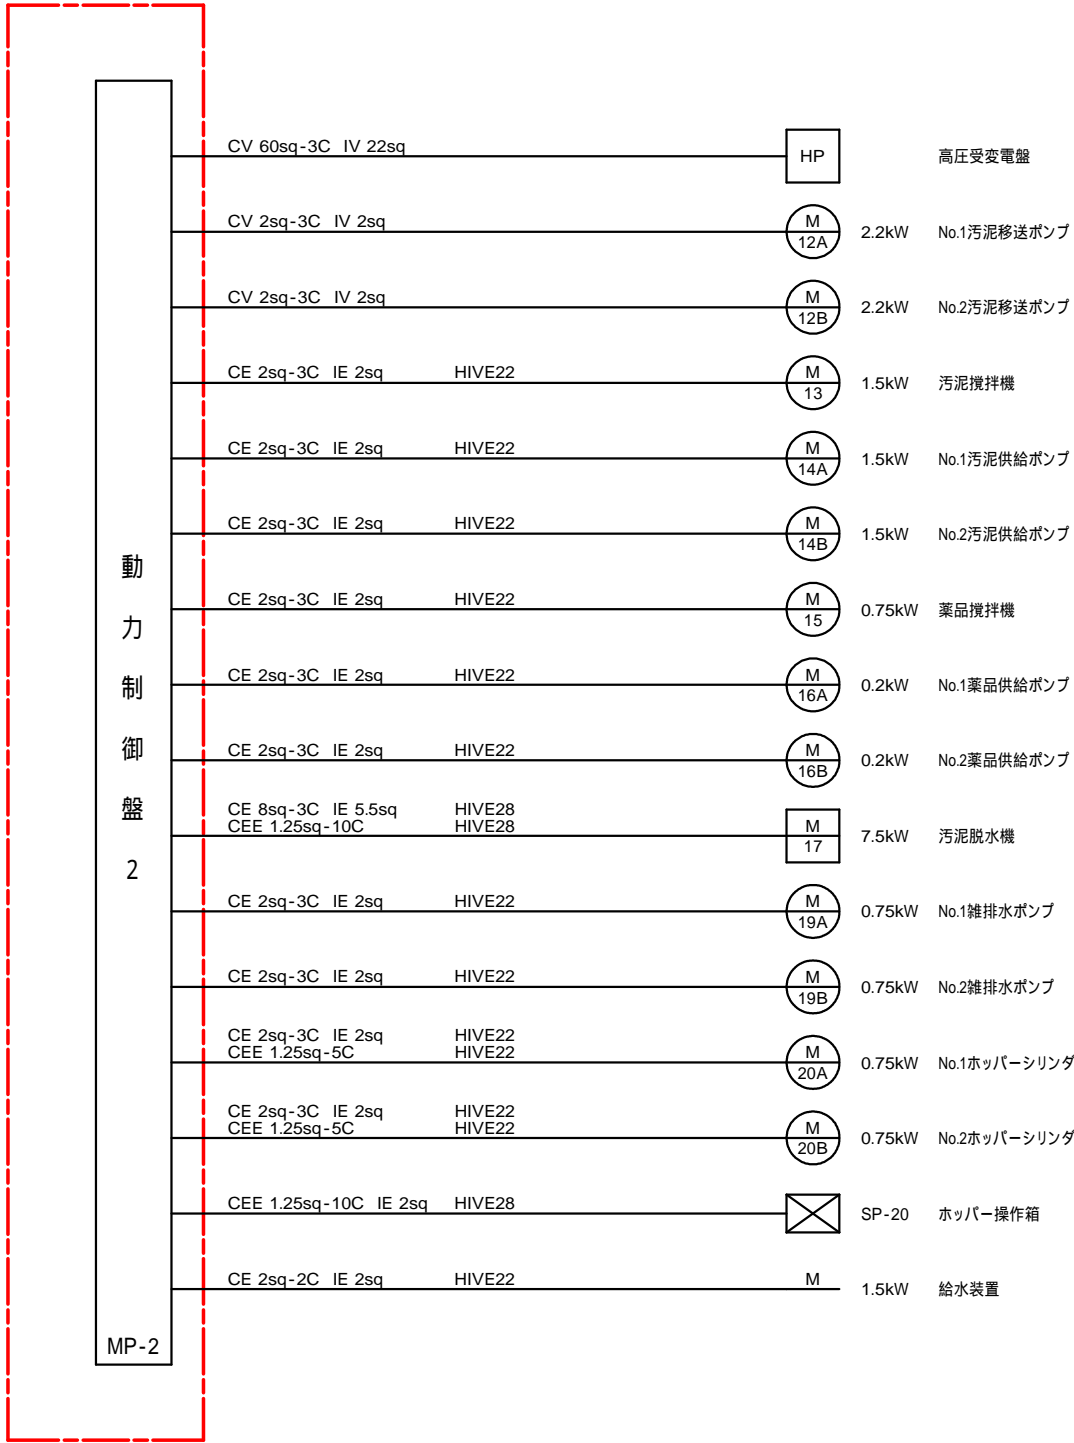 CV 60sq-3C IV 22sq HP 高圧受変電盤
CV 2sq-3C IV 2sq M 12A 2.2kW No.1汚泥移送ポンプ
CV 2sq-3C IV 2sq M 12B 2.2kW No.2汚泥移送ポンプ
CE 2sq-3C IE 2sq HIVE22 M 13 1.5kW 汚泥撹拌機
CE 2sq-3C IE 2sq HIVE22 M 14A 1.5kW No.1汚泥供給ポンプ
CE 2sq-3C IE 2sq HIVE22 M 14B 1.5kW No.2汚泥供給ポンプ
CE 2sq-3C IE 2sq HIVE22 M 15 0.75kW 薬品撹拌機
CE 2sq-3C IE 2sq HIVE22 M 16A 0.2kW No.1薬品供給ポンプ
CE 2sq-3C IE 2sq HIVE22 M 16B 0.2kW No.2薬品供給ポンプ
CE 8sq-3C IE 5.5sq HIVE28
CEE 1.25sq-10C HIVE28 M 17 7.5kW 汚泥脱水機
CE 2sq-3C IE 2sq HIVE22 M 19A 0.75kW No.1雑排水ポンプ
CE 2sq-3C IE 2sq HIVE22 M 19B 0.75kW No.2雑排水ポンプ
CE 2sq-3C IE 2sq HIVE22
CEE 1.25sq-5C HIVE22 M 20A 0.75kW No.1ホッパーシリンダ
CE 2sq-3C IE 2sq HIVE22
CEE 1.25sq-5C HIVE22 M 20B 0.75kW No.2ホッパーシリンダ
CEE 1.25sq-10C IE 2sq HIVE28 SP-20 ホッパー操作箱
CE 2sq-2C IE 2sq HIVE22 M 1.5kW 給水装置
動力制御盤2
MP-2